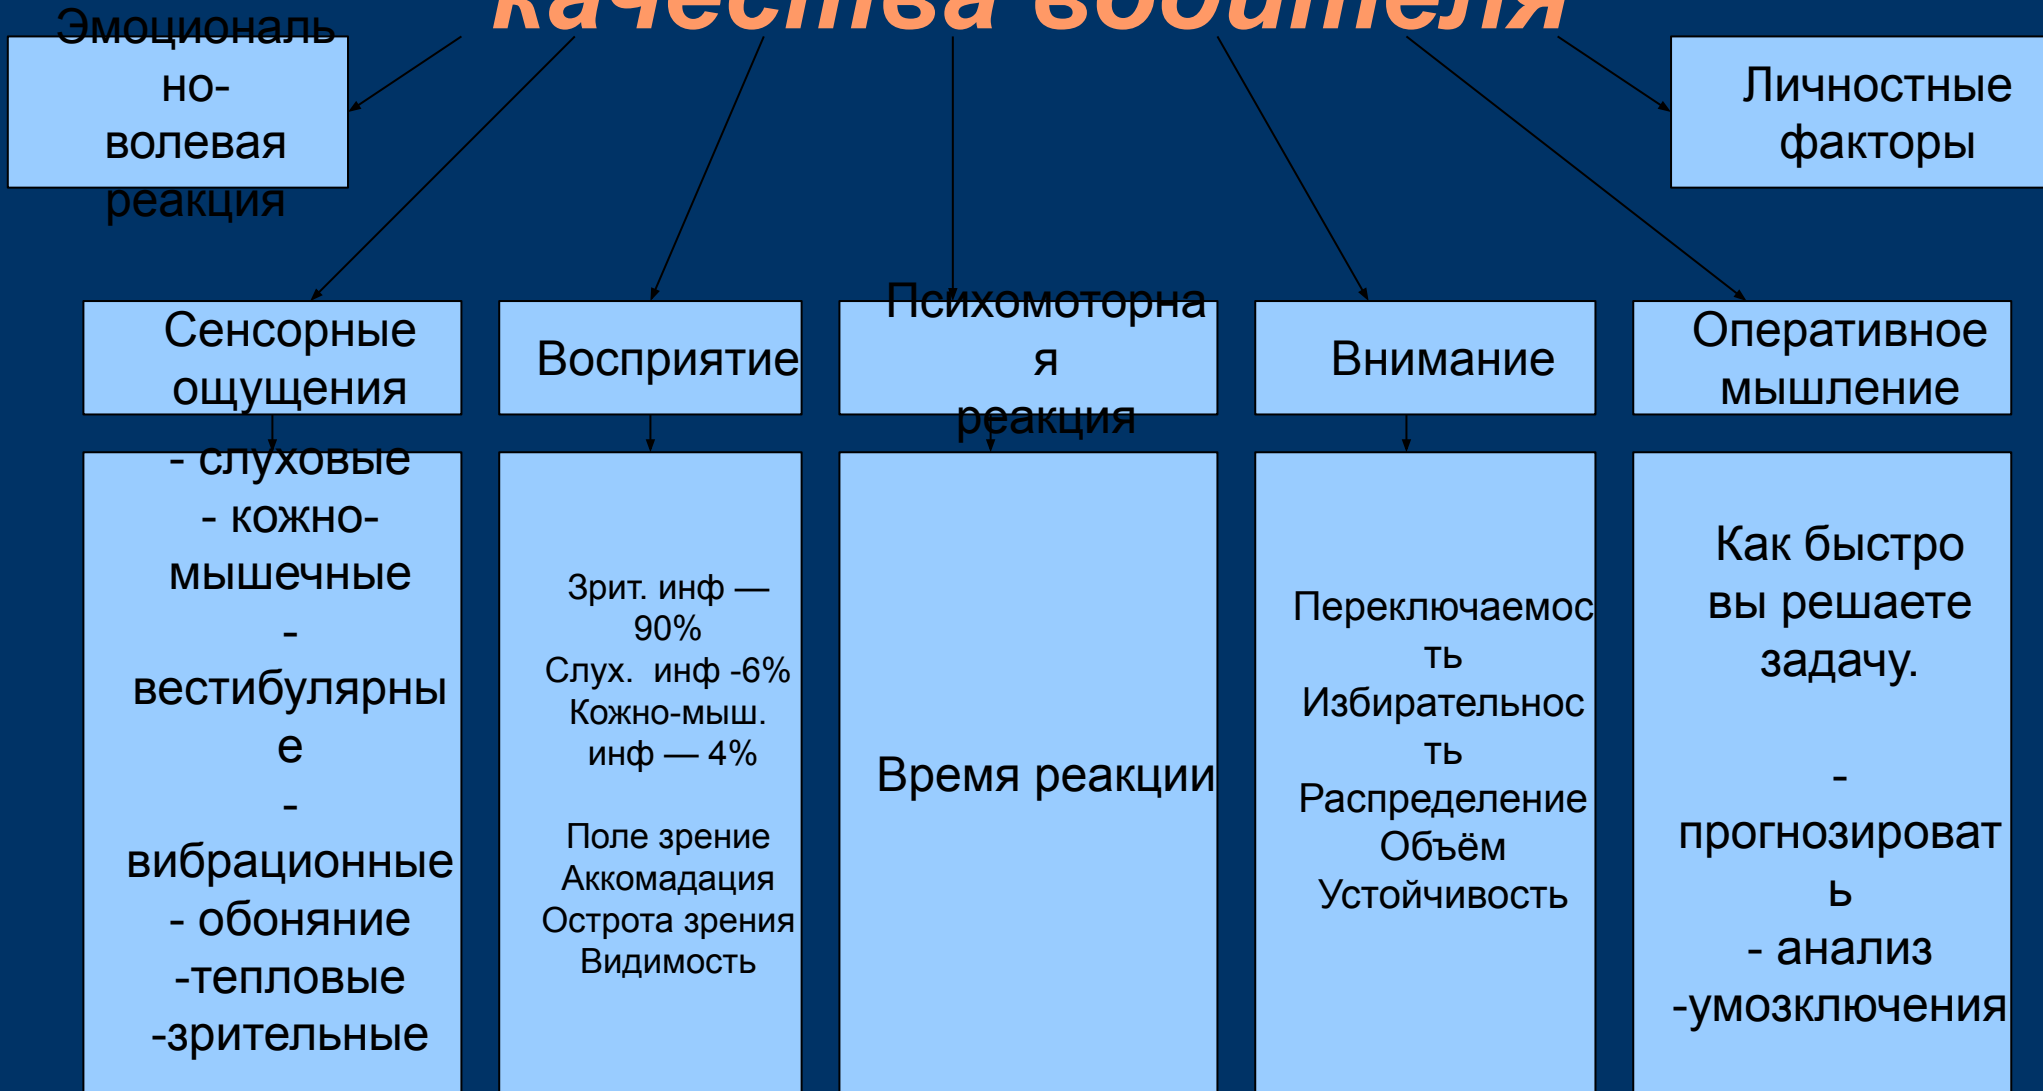 качества водителя
Эмоциональ
но-
волевая
реакция
Личностные
факторы
Сенсорные
ощущения
Восприятие
Психомоторна
я
реакция
Внимание
Оперативное
мышление
- слуховые
- кожно-
мышечные
-
вестибулярны
е
-
вибрационные
- обоняние
-тепловые
-зрительные
Зрит. инф —
90%
Слух.  инф -6%
Кожно-мыш.
инф — 4%
Поле зрение
Аккомадация
Острота зрения
Видимость
Время реакции
Переключаемос
ть
Избирательнос
ть
Распределение
Объём
Устойчивость
Как быстро
вы решаете
задачу.
-
прогнозироват
ь
- анализ
-умозключения